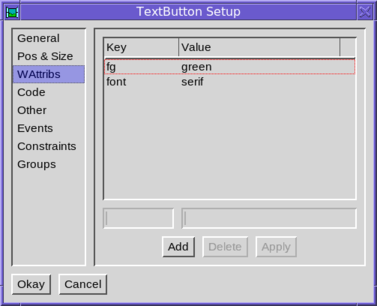 TextButton Setup
General
Pos & Size
WAttribs
Code
Other
Events
Constraints
Groups
Key Value
fg green
font serif
Add Delete Apply
Okay Cancel